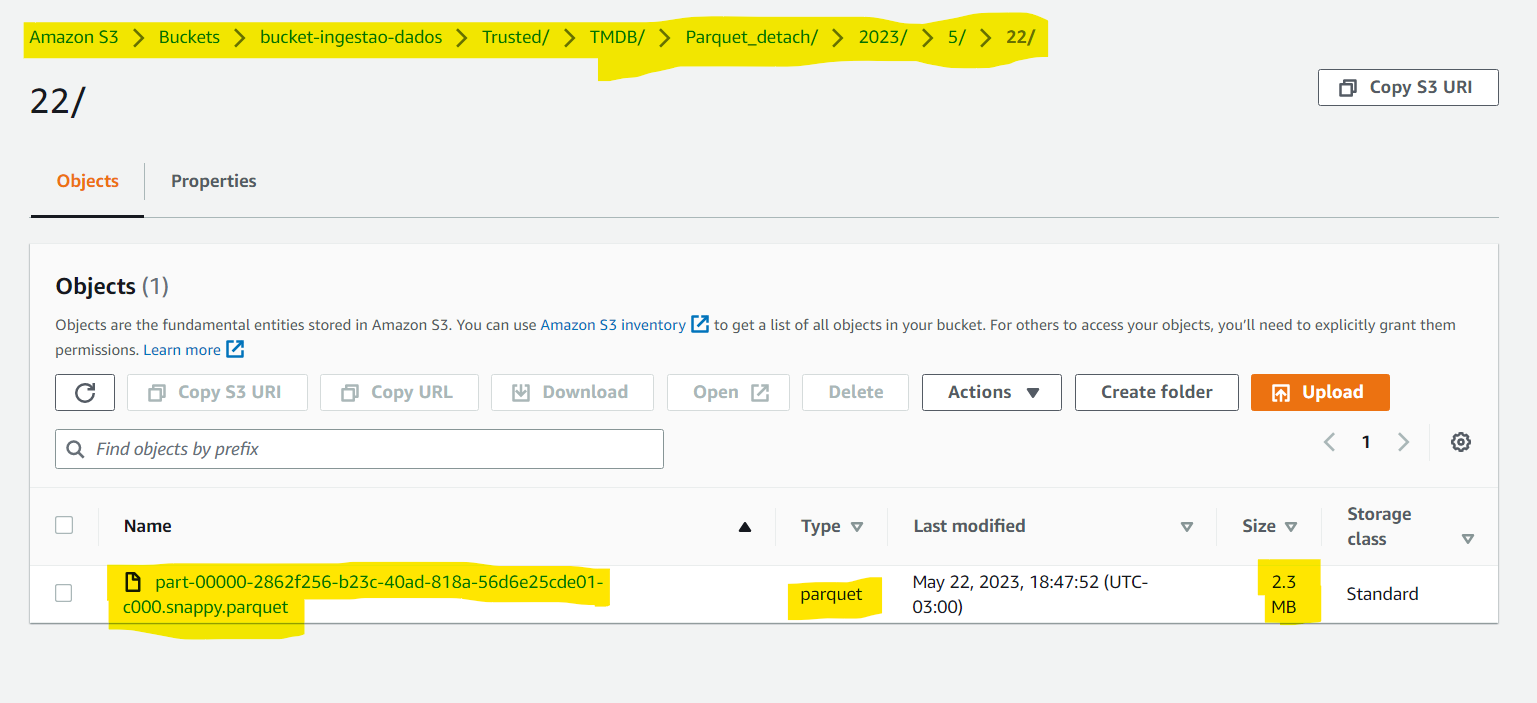 Amazon S3 Buckets bucket-ingestao-dados Trusted/ TMDB/ Parquet_detach/ 2023/ 5/ 22/
22/
Copy S3 URI
Objects Properties
Objects (1)
Objects are the fundamental entities stored in Amazon S3. You can use Amazon S3 inventory to get a list of all objects in your bucket. For others to access your objects, you'll need to explicitly grant them
permissions. Learn more
Copy S3 URI Copy URL Download Open Delete Actions Create folder Upload
Find objects by prefix
1
Name Type Last modified Size Storage
class
part-00000-2862f256-b23c-40ad-818a-56d6e25cde01-
c000.snappy.parquet
parquet
May 22, 2023, 18:47:52 (UTC-
03:00)
2.3
MB
Standard